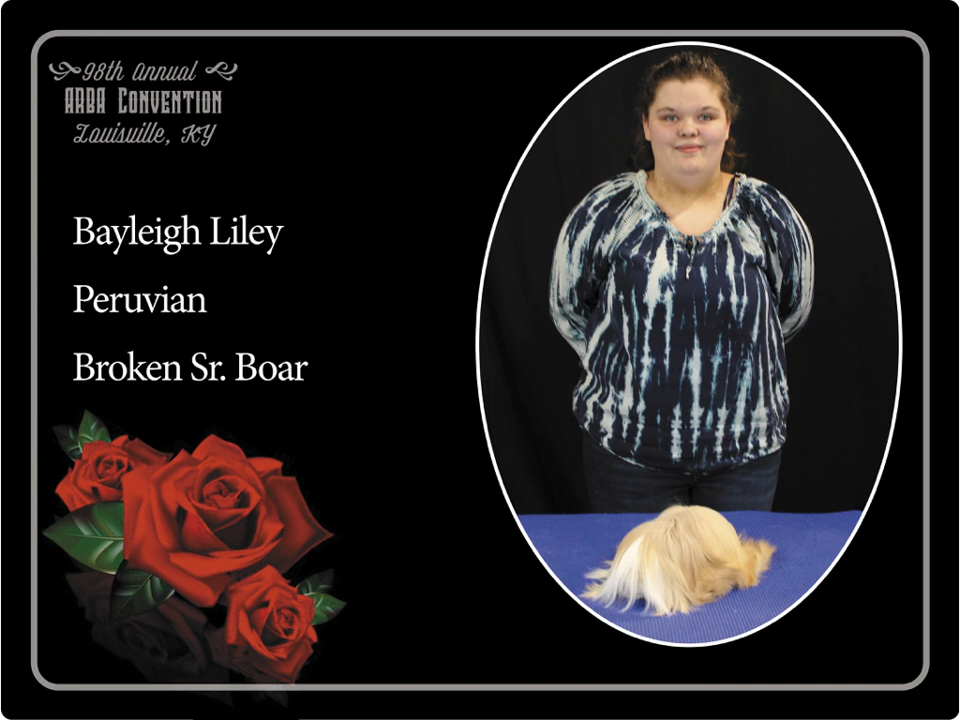 98th Annual
ARBA Convention
Louisville, KY
Bayleigh Liley
Peruvian
Broken Sr. Boar